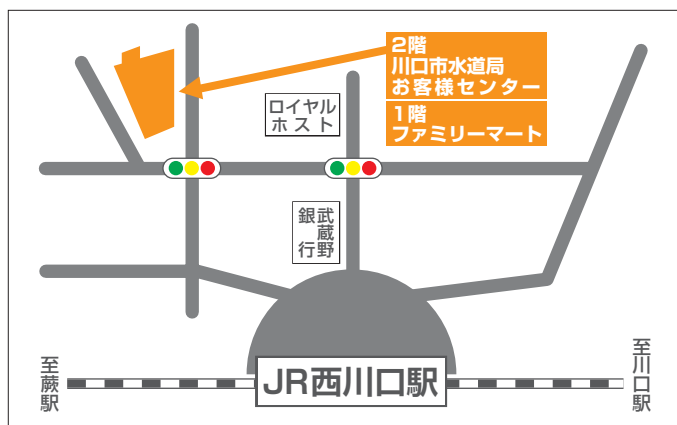 2階
川口市水道局
お客様センター
1階
ファミリーマート
ロイヤル
ホスト
武蔵野
銀行
JR西川口駅
至蕨駅
至川口駅